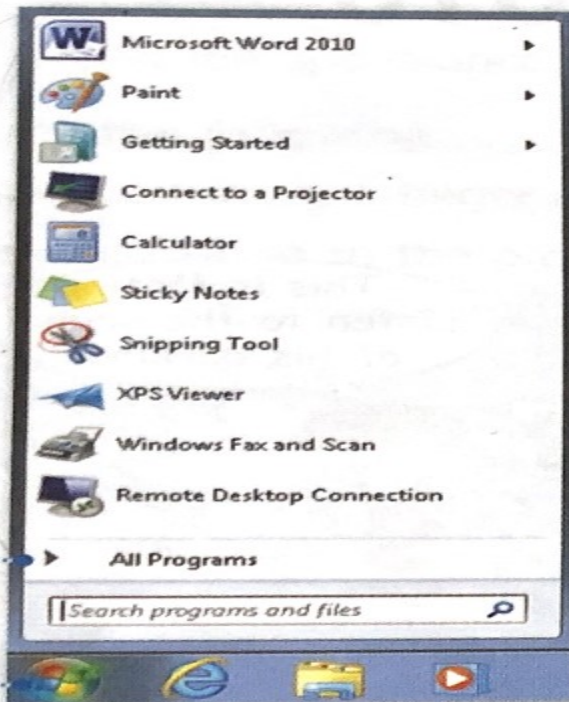 Microsoft Word 2010
Paint
Getting Started
Connect to a Projector
Calculator
Sticky Notes
Snipping Tool
XPS Viewer
Windows Fax and Scan
Remote Desktop Connection
All Programs
Search programs and files